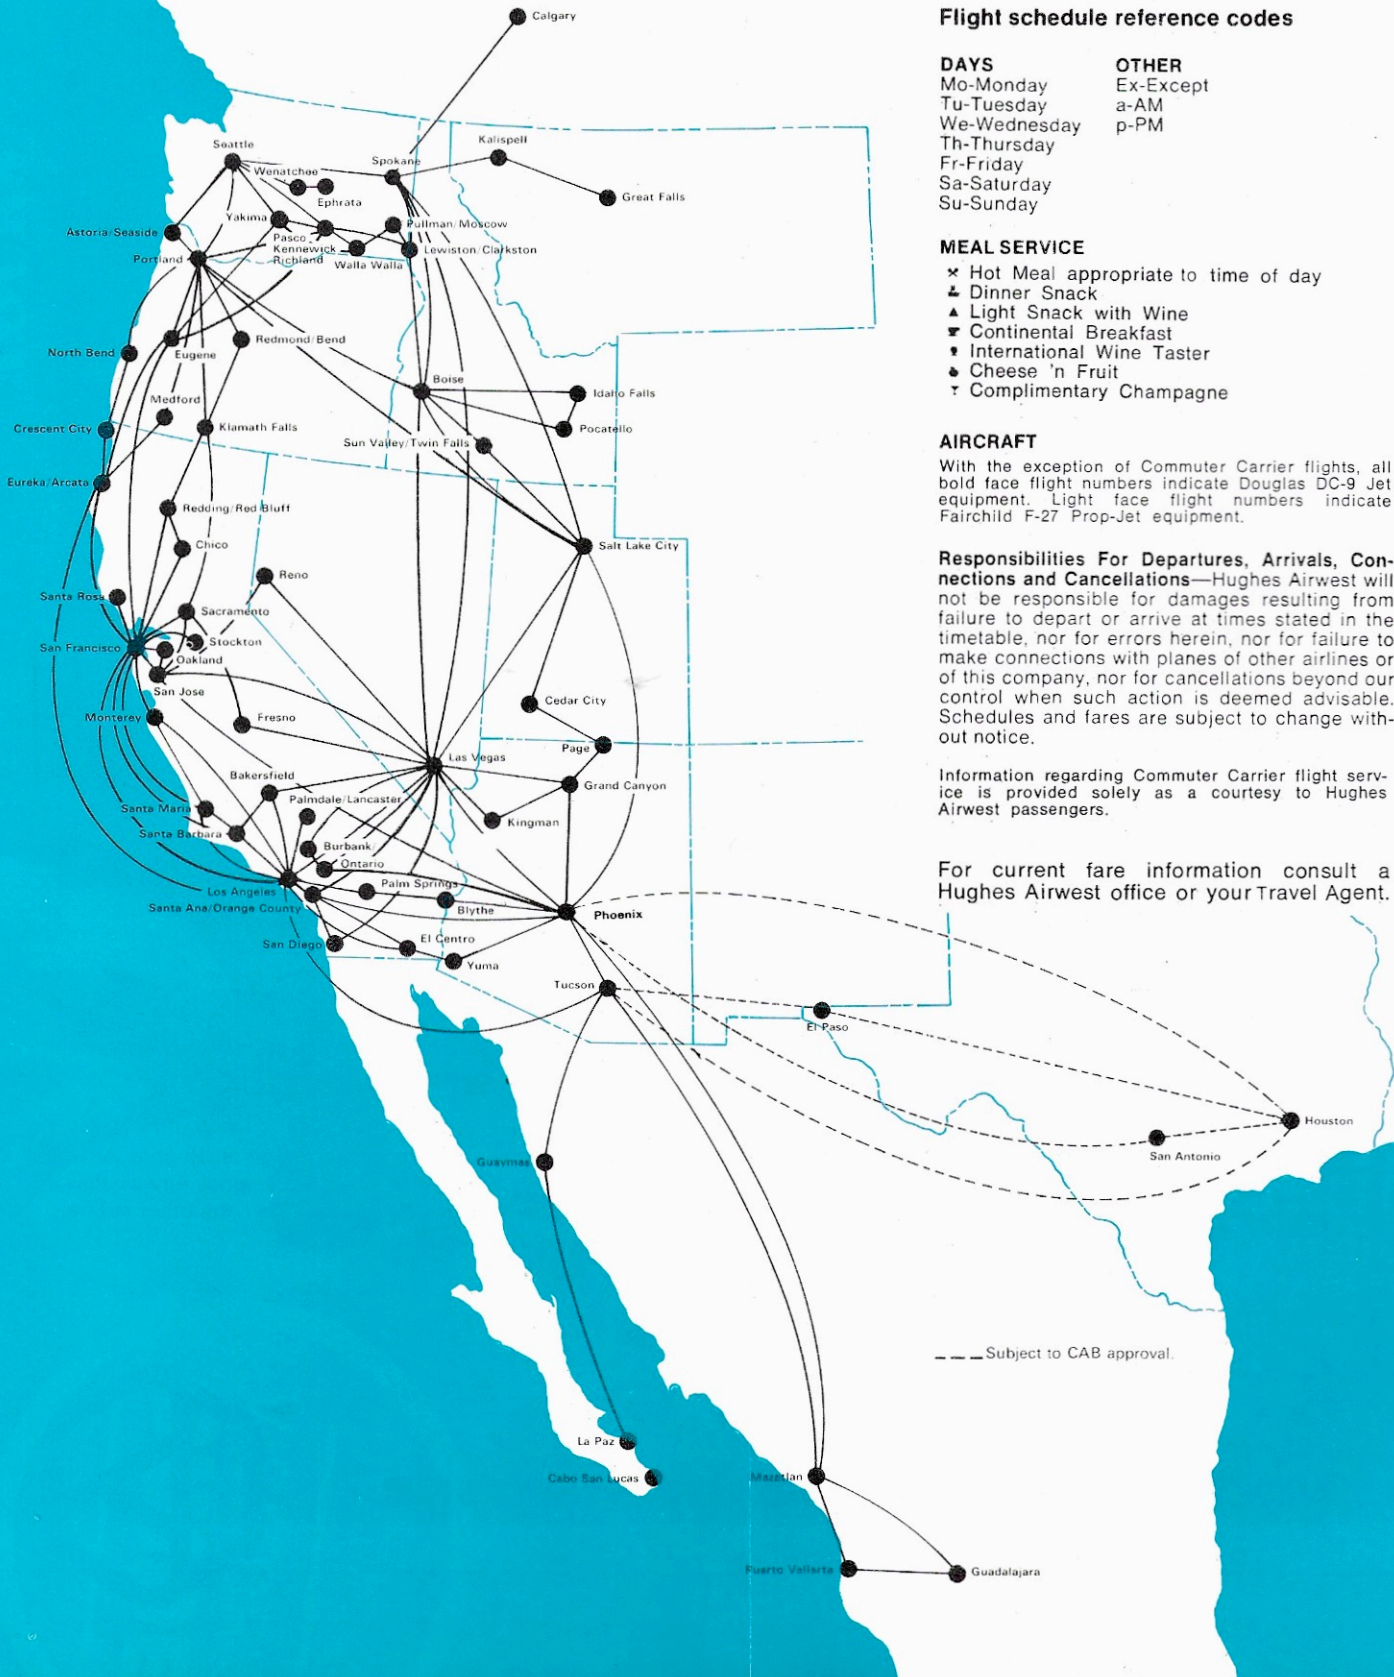 Calgary
Seattle
Spokane
Kalispell
Wenatchee
Great Falls
Ephrata
Yakima
Pullman/Moscow
Astoria/Seaside
Pasco
Kennewick
Richland
Lewiston/Clarkston
Portland
Walla Walla
Redmond/Bend
North Bend
Eugene
Boise
Idaho Falls
Medford
Crescent City
Klamath Falls
Pocatello
Sun Valley/Twin Falls
Eureka/Arcata
Redding/Red Bluff
Chico
Salt Lake City
Reno
Santa Rosa
Sacramento
Stockton
San Francisco
Oakland
San Jose
Cedar City
Monterey
Fresno
Page
Las Vegas
Bakersfield
Grand Canyon
Palmdale/Lancaster
Santa Maria
Kingman
Santa Barbara
Burbank/
Ontario
Los Angeles
Palm Springs
Santa Ana/Orange County
Blythe
Phoenix
San Diego
El Centro
Yuma
Tucson
El Paso
Houston
San Antonio
Guaymas
La Paz
Cabo San Lucas
Mazatlan
Puerto Vallarta
Guadalajara
Flight schedule reference codes
DAYS
Mo-Monday
Tu-Tuesday
We-Wednesday
Th-Thursday
Fr-Friday
Sa-Saturday
Su-Sunday
OTHER
Ex-Except
a-AM
p-PM
MEAL SERVICE
Hot Meal appropriate to time of day
Dinner Snack
Light Snack with Wine
Continental Breakfast
International Wine Taster
Cheese 'n Fruit
Complimentary Champagne
AIRCRAFT
With the exception of Commuter Carrier flights, all
bold face flight numbers indicate Douglas DC-9 Jet
equipment. Light face flight numbers indicate
Fairchild F-27 Prop-Jet equipment.
Responsibilities For Departures, Arrivals, Con-
nections and Cancellations—Hughes Airwest will
not be responsible for damages resulting from
failure to depart or arrive at times stated in the
timetable, nor for errors herein, nor for failure to
make connections with planes of other airlines or
of this company, nor for cancellations beyond our
control when such action is deemed advisable.
Schedules and fares are subject to change with-
out notice.
Information regarding Commuter Carrier flight serv-
ice is provided solely as a courtesy to Hughes
Airwest passengers.
For current fare information consult a
Hughes Airwest office or your Travel Agent.
Subject to CAB approval.